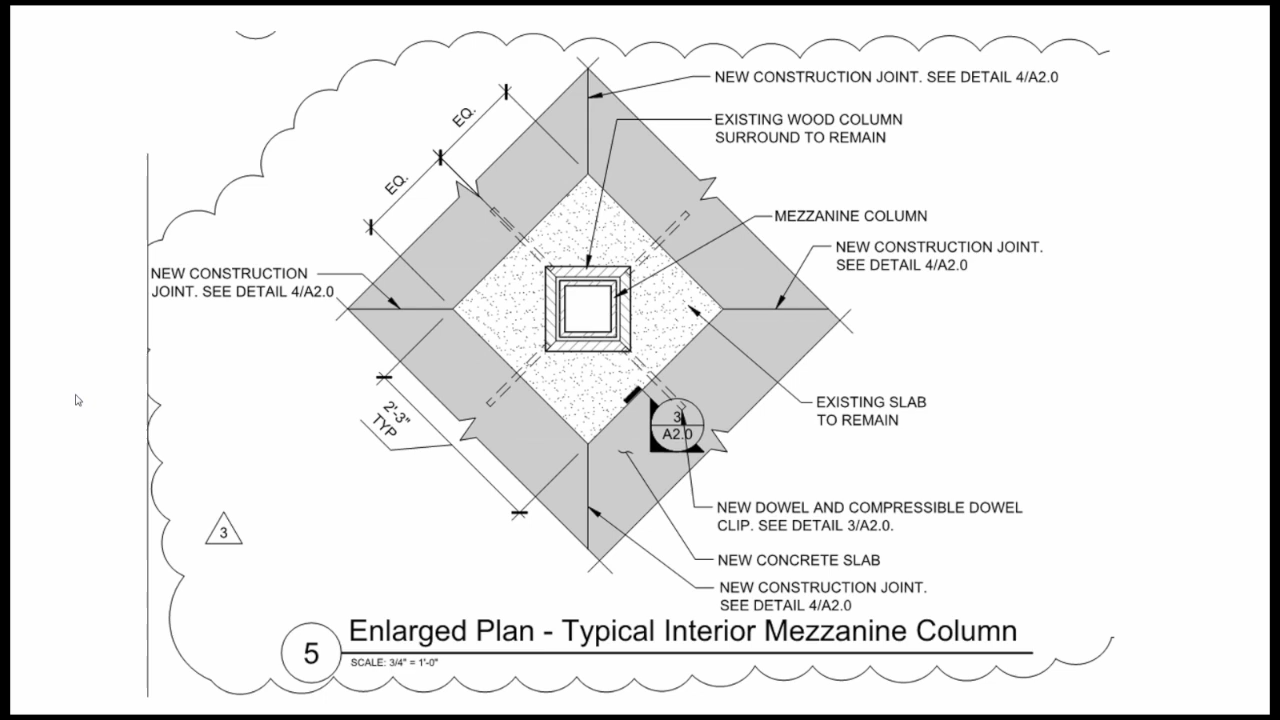 NEW CONSTRUCTION JOINT. SEE DETAIL 4/A2.0
EQ.
EXISTING WOOD COLUMN
SURROUND TO REMAIN
EQ.
MEZZANINE COLUMN
NEW CONSTRUCTION JOINT.
SEE DETAIL 4/A2.0
NEW CONSTRUCTION
JOINT. SEE DETAIL 4/A2.0
EXISTING SLAB
TO REMAIN
2'-3"
TYP
3
A2.0
NEW DOWEL AND COMPRESSIBLE DOWEL
CLIP. SEE DETAIL 3/A2.0.
3
NEW CONCRETE SLAB
NEW CONSTRUCTION JOINT.
SEE DETAIL 4/A2.0
5
Enlarged Plan - Typical Interior Mezzanine Column
SCALE: 3/4" = 1'-0"